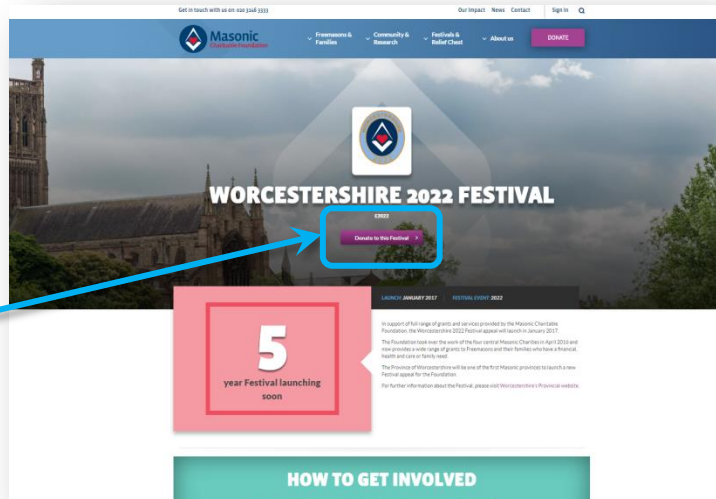 Get in touch with us on: 020 3146 3333
Our Impact News Contact Sign in
Masonic
Charitable Foundation
Freemasons &
Families
Community &
Research
Festivals &
Relief Chest
About us
DONATE
WORCESTERSHIRE 2022 FESTIVAL
£2022
Donate to this Festival
LAUNCH: JANUARY 2017 FESTIVAL EVENT: 2022
5
year Festival launching
soon
In support of full range of grants and services provided by the Masonic Charitable
Foundation, the Worcestershire 2022 Festival appeal will launch in January 2017.
The Foundation took over the work of the four central Masonic Charities in April 2016 and
now provides a wide range of grants to Freemasons and their families who have a financial,
health and care or family need.
The Province of Worcestershire will be one of the first Masonic provinces to launch a new
Festival appeal for the Foundation.
For further information about the Festival, please visit Worcestershire's Provincial website.
HOW TO GET INVOLVED